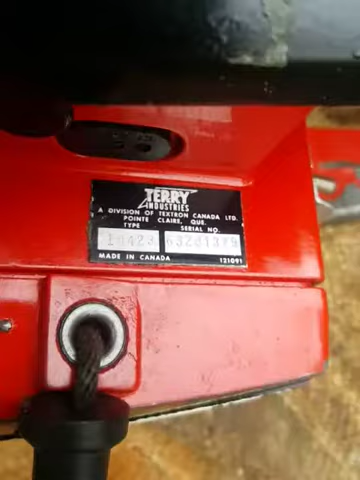 TERRY
INDUSTRIES
A DIVISION OF TEXTRON CANADA LTD.
POINTE CLAIRE, QUE.
TYPE SERIAL NO.
MADE IN CANADA 121091